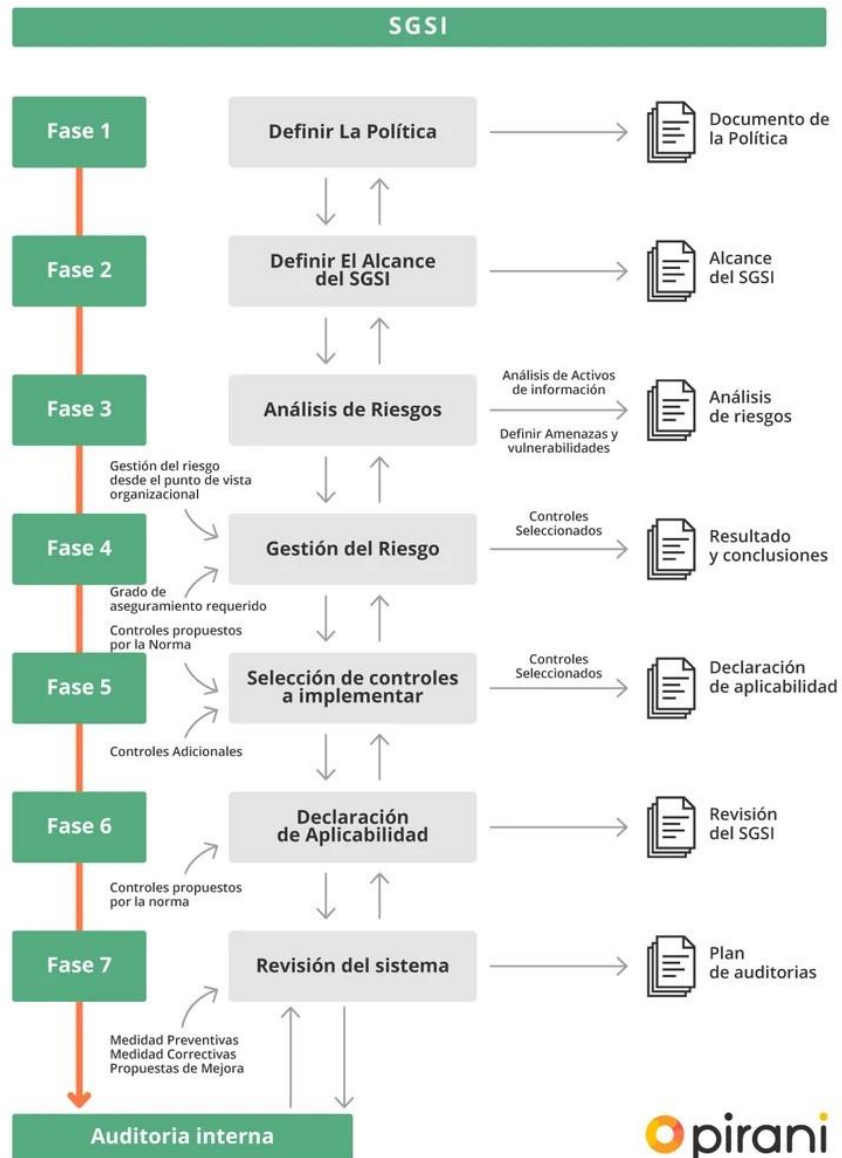 SGSI
Fase 1
Definir La Política
Documento de
la Política
Fase 2
Definir El Alcance
del SGSI
Alcance
del SGSI
Fase 3
Análisis de Riesgos
Análisis de Activos
de información
Definir Amenazas y
vulnerabilidades
Análisis
de riesgos
Gestión del riesgo
desde el punto de vista
organizacional
Fase 4
Gestión del Riesgo
Controles
Seleccionados
Resultado
y conclusiones
Grado de
aseguramiento requerido
Controles propuestos
por la Norma
Fase 5
Selección de controles
a implementar
Controles
Seleccionados
Declaración
de aplicabilidad
Controles Adicionales
Fase 6
Declaración
de Aplicabilidad
Revisión
del SGSI
Controles propuestos
por la norma
Fase 7
Revisión del sistema
Plan
de auditorias
Medidad Preventivas
Medidad Correctivas
Propuestas de Mejora
Auditoria interna
pirani